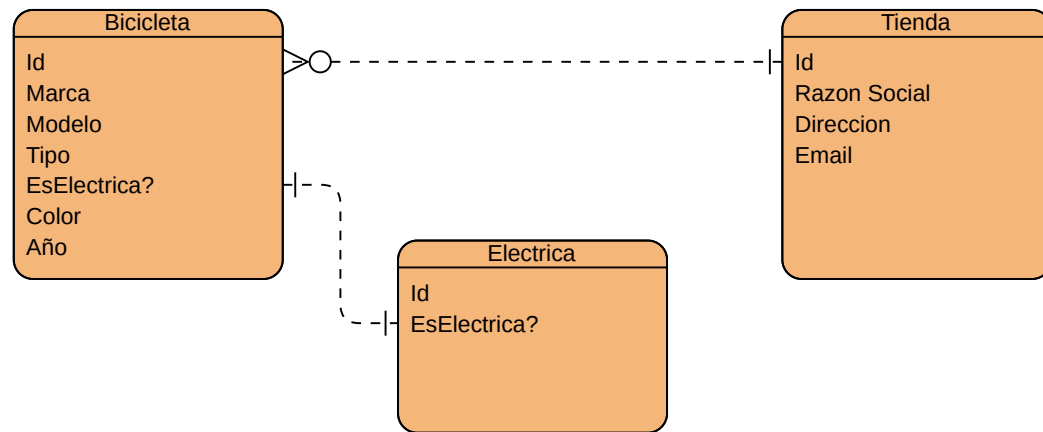 Bicicleta
Id
Marca
Modelo
Tipo
EsElectrica?
Color
Año
Tienda
Id
Razon Social
Direccion
Email
Electrica
Id
EsElectrica?